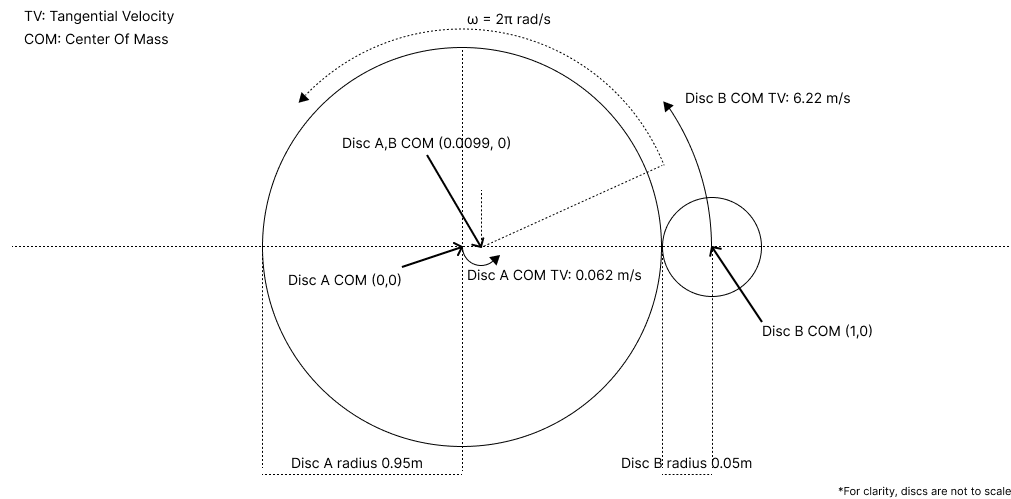 TV: Tangential Velocity
COM: Center Of Mass
ω = 2π rad/s
Disc B COM TV: 6.22 m/s
Disc A,B COM (0.0099, 0)
Disc A COM (0,0)
Disc A COM TV: 0.062 m/s
Disc B COM (1,0)
Disc A radius 0.95m
Disc B radius 0.05m
*For clarity, discs are not to scale